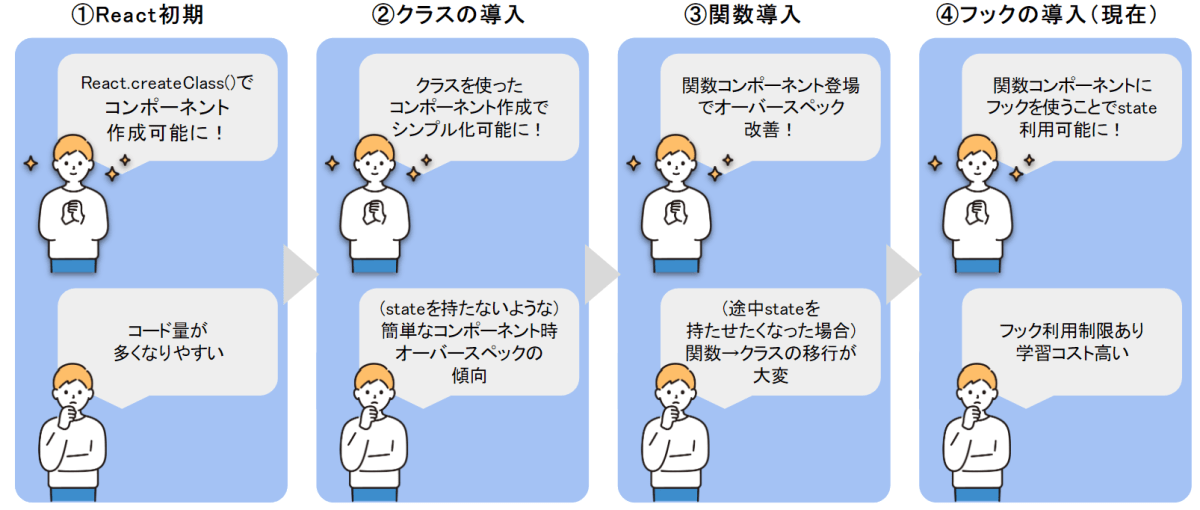 ①React初期
React.createClass()で
コンポーネント
作成可能に！
コード量が
多くなりやすい
②クラスの導入
クラスを使った
コンポーネント作成で
シンプル化可能に！
(stateを持たないような)
簡単なコンポーネント時
オーバースペックの
傾向
③関数導入
関数コンポーネント登場
でオーバースペック
改善！
(途中stateを
持たせたくなった場合)
関数→クラスの移行が
大変
④フックの導入(現在)
関数コンポーネントに
フックを使うことでstate
利用可能に！
フック利用制限あり
学習コスト高い